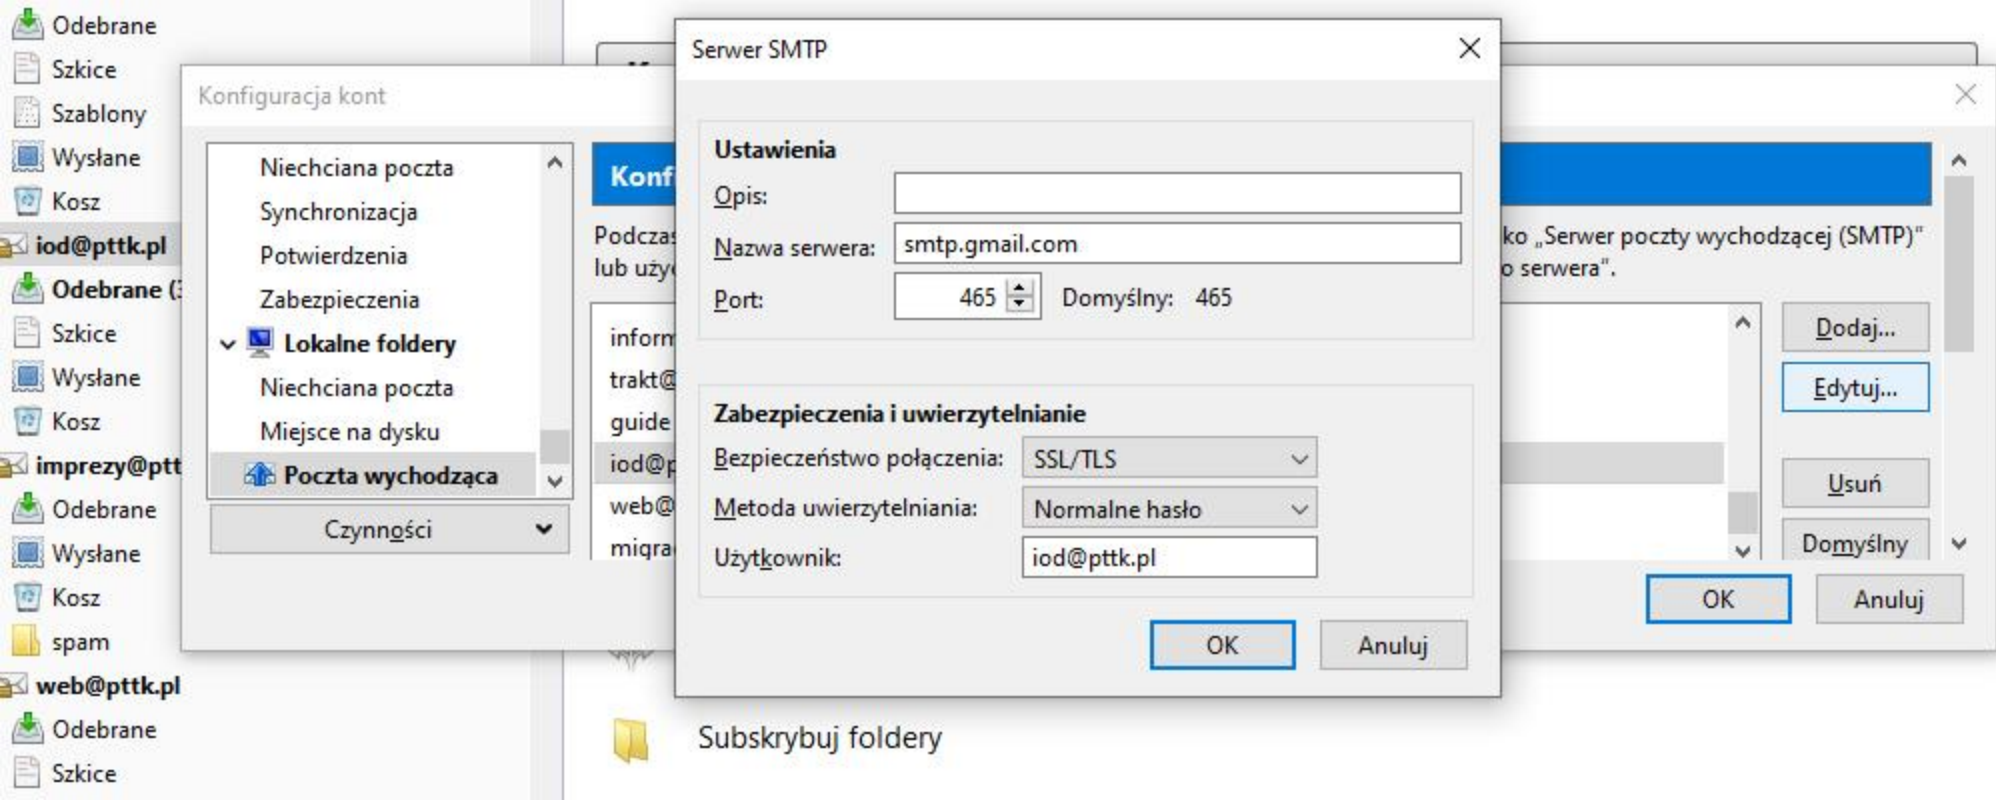 Odebrane
Szkice
Szablony
Wysłane
Kosz
iod@pttk.pl
Odebrane
Szkice
Wysłane
Kosz
imprezy@ptt
Odebrane
Wysłane
Kosz
spam
web@pttk.pl
Odebrane
Szkice
Konfiguracja kont
Niechciana poczta
Synchronizacja
Potwierdzenia
Zabezpieczenia
Lokalne foldery
Niechciana poczta
Miejsce na dysku
Poczta wychodząca
Czynności
Konf
Podczas
ko „Serwer poczty wychodzącej (SMTP)”
lub uży
o serwera”.
inform
trakt@
guide
iod@p
web@
migra
Dodaj...
Edytuj...
Usuń
Domyślny
OK
Anuluj
Serwer SMTP
Ustawienia
Opis:
Nazwa serwera: smtp.gmail.com
Port: 465 Domyślny: 465
Zabezpieczenia i uwierzytelnianie
Bezpieczeństwo połączenia: SSL/TLS
Metoda uwierzytelniania: Normalne hasło
Użytkownik: iod@pttk.pl
OK
Anuluj
Subskrybuj foldery